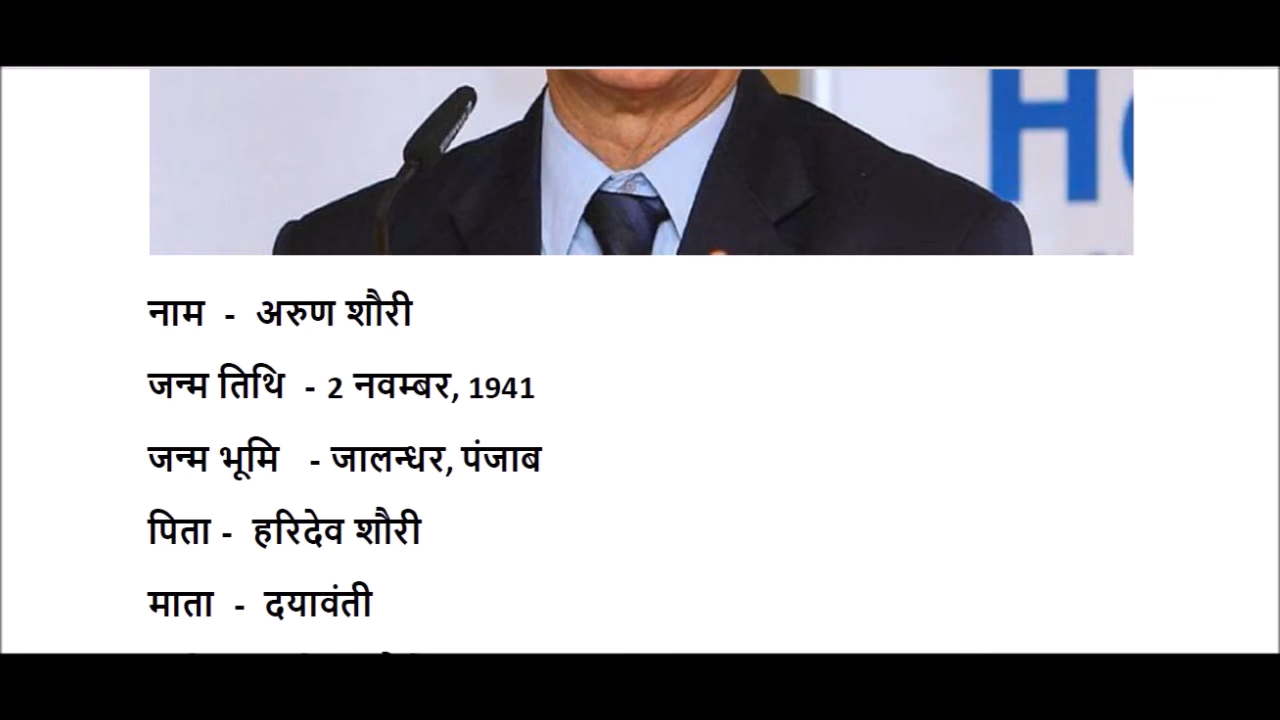 H
नाम - अरुण शौरी
जन्म तिथि - 2 नवम्बर, 1941
जन्म भूमि - जालन्धर, पंजाब
पिता - हरिदेव शौरी
माता - दयावंती